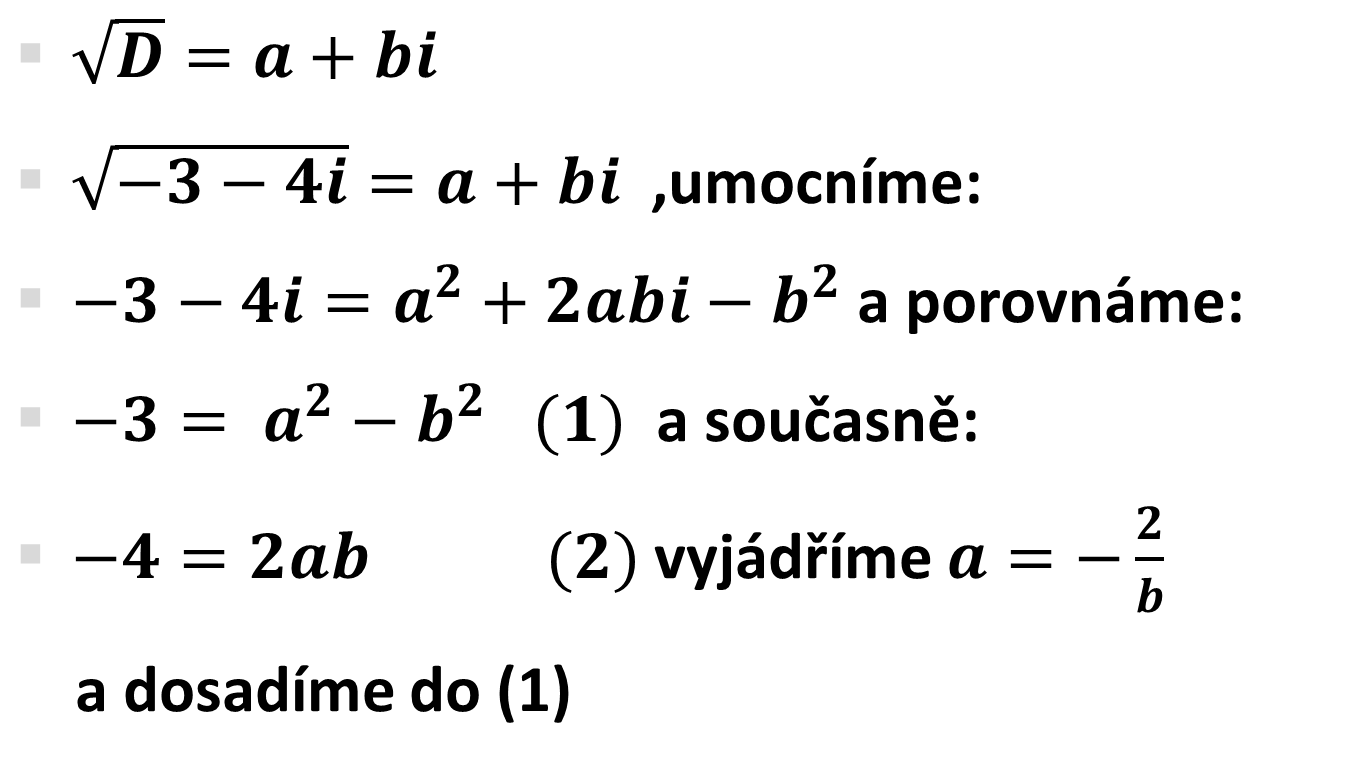 ▪ √D = a + bi
▪ √−3 − 4i = a + bi ,umocníme:
▪ −3 − 4i = a² + 2abi − b² a porovnáme:
▪ −3 = a² − b² (1) a současně:
▪ −4 = 2ab (2) vyjádříme a = − 2/b
a dosadíme do (1)